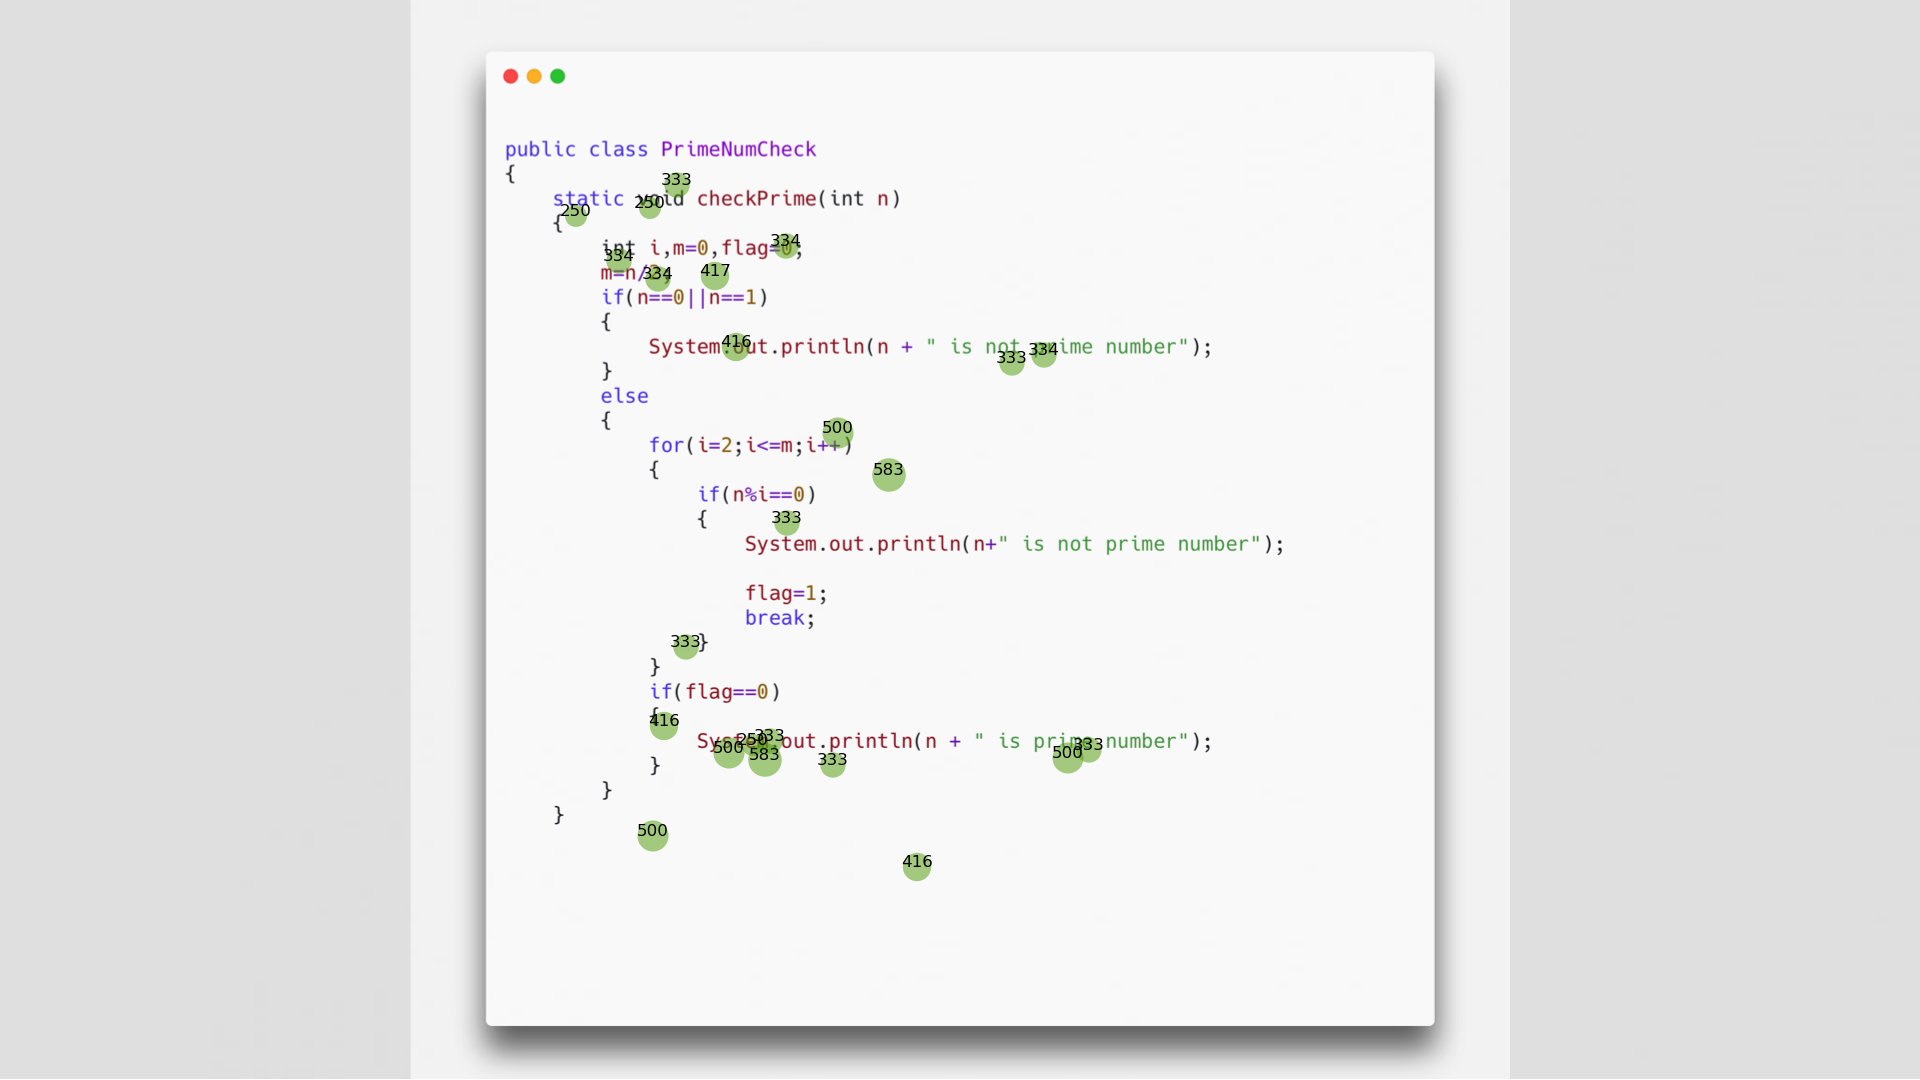 public class PrimeNumCheck
{
333
static void checkPrime(int n)
250
250
{
int i,m=0,flag=0;
334
334
m=n/2;
334
417
if(n==0||n==1)
{
System.out.println(n + " is not prime number");
416
333
334
}
else
{
500
for(i=2;i<=m;i++)
{
583
if(n%i==0)
{
333
System.out.println(n+" is not prime number");
flag=1;
break;
333
}
}
if(flag==0)
{
416
System.out.println(n + " is prime number");
500
250
333
583
333
500
333
}
}
}
500
416